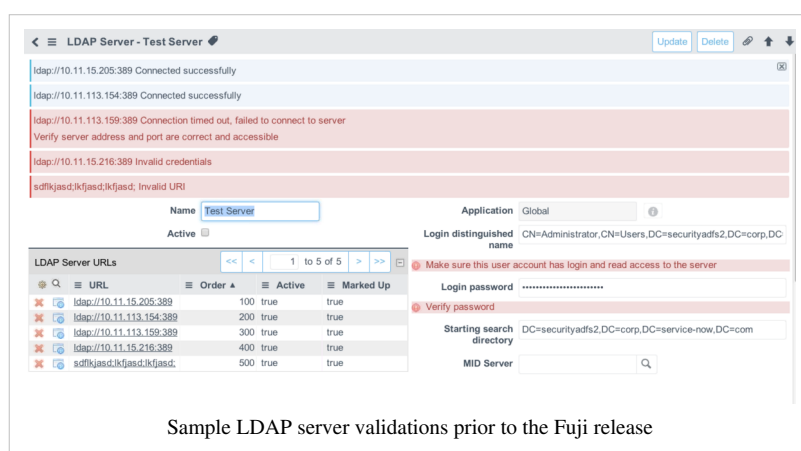 LDAP Server - Test Server
Update Delete
ldap://10.11.15.205:389 Connected successfully
ldap://10.11.113.154:389 Connected successfully
ldap://10.11.113.159:389 Connection timed out, failed to connect to server
Verify server address and port are correct and accessible
ldap://10.11.15.216:389 Invalid credentials
sdflkjasd;lkfjasd;lkfjasd; Invalid URI
Name Test Server
Active
Application Global
Login distinguished name CN=Administrator,CN=Users,DC=securityadfs2,DC=corp,DC
Make sure this user account has login and read access to the server
Login password
Verify password
Starting search directory DC=securityadfs2,DC=corp,DC=service-now,DC=com
MID Server
LDAP Server URLs << < 1 to 5 of 5 > >>
URL Order ▲ Active Marked Up
ldap://10.11.15.205:389 100 true true
ldap://10.11.113.154:389 200 true true
ldap://10.11.113.159:389 300 true true
ldap://10.11.15.216:389 400 true true
sdflkjasd;lkfjasd;lkfjasd; 500 true true
Sample LDAP server validations prior to the Fuji release